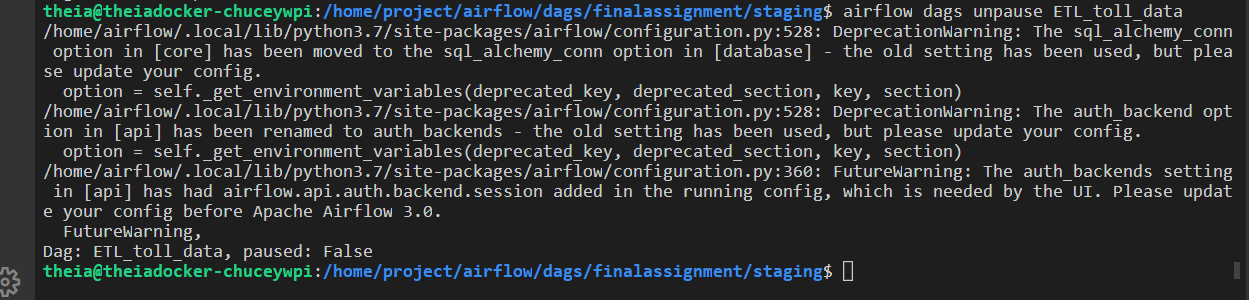 theia@theiadocker-chuceywpi:/home/project/airflow/dags/finalassignment/staging$ airflow dags unpause ETL_toll_data
/home/airflow/.local/lib/python3.7/site-packages/airflow/configuration.py:528: DeprecationWarning: The sql_alchemy_conn
 option in [core] has been moved to the sql_alchemy_conn option in [database] - the old setting has been used, but plea
se update your config.
  option = self._get_environment_variables(deprecated_key, deprecated_section, key, section)
/home/airflow/.local/lib/python3.7/site-packages/airflow/configuration.py:528: DeprecationWarning: The auth_backend opt
ion in [api] has been renamed to auth_backends - the old setting has been used, but please update your config.
  option = self._get_environment_variables(deprecated_key, deprecated_section, key, section)
/home/airflow/.local/lib/python3.7/site-packages/airflow/configuration.py:360: FutureWarning: The auth_backends setting
 in [api] has had airflow.api.auth.backend.session added in the running config, which is needed by the UI. Please updat
e your config before Apache Airflow 3.0.
  FutureWarning,
Dag: ETL_toll_data, paused: False
theia@theiadocker-chuceywpi:/home/project/airflow/dags/finalassignment/staging$